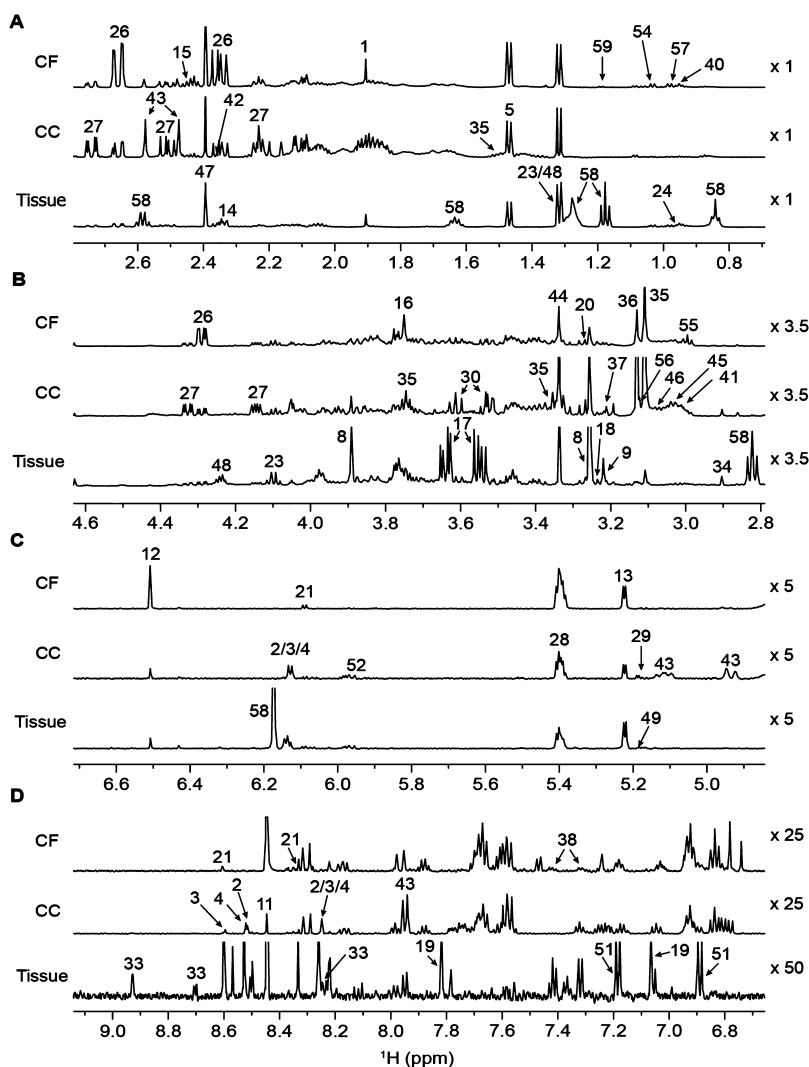 A
CF
26
15
26
1
59
54
57
40
x 1
CC
27
43
27
42
27
35
5
x 1
Tissue
58
47
14
58
23/48
58
24
58
x 1
2.6 2.4 2.2 2.0 1.8 1.6 1.4 1.2 1.0 0.8
B
CF
26
16
44
20
36
35
55
x 3.5
CC
27
27
35
30
35
37
56
46
45
41
x 3.5
Tissue
48
23
8
17
8
18
9
34
58
x 3.5
4.6 4.4 4.2 4.0 3.8 3.6 3.4 3.2 3.0 2.8
C
CF
12
21
13
x 5
CC
2/3/4
52
28
29
43
43
x 5
Tissue
58
49
x 5
6.6 6.4 6.2 6.0 5.8 5.6 5.4 5.2 5.0
D
CF
21
21
38
x 25
CC
3
4
2
11
2/3/4
43
x 25
Tissue
33
33
33
19
51
19
51
x 50
9.0 8.8 8.6 8.4 8.2 8.0 7.8 7.6 7.4 7.2 7.0 6.8
¹H (ppm)